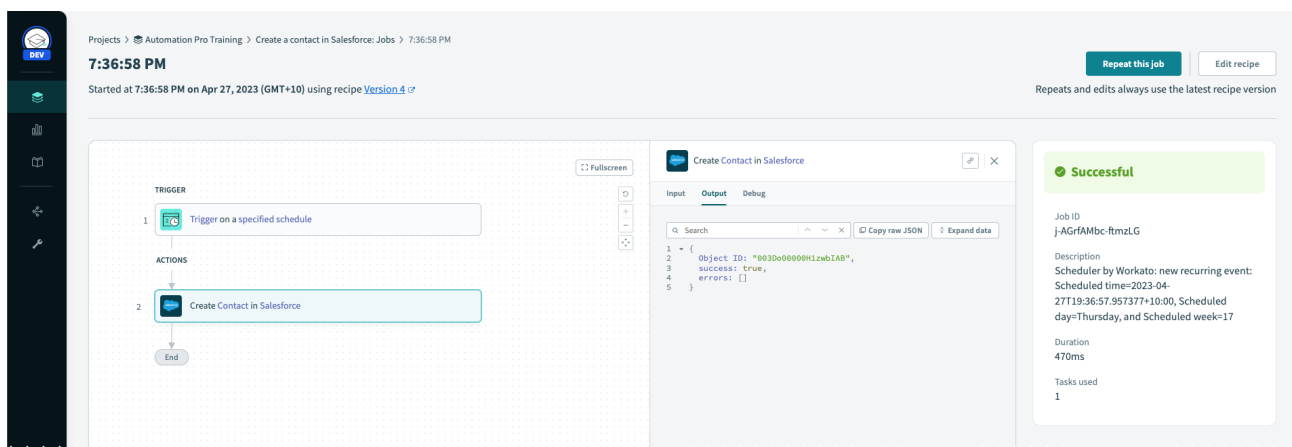 DEV
Projects > Automation Pro Training > Create a contact in Salesforce: Jobs > 7:36:58 PM
7:36:58 PM
Repeat this job
Edit recipe
Started at 7:36:58 PM on Apr 27, 2023 (GMT+10) using recipe Version 4
Repeats and edits always use the latest recipe version
Fullscreen
TRIGGER
1 Trigger on a specified schedule
ACTIONS
2 Create Contact in Salesforce
End
Create Contact in Salesforce
Input Output Debug
Search
Copy raw JSON
Expand data
1 {
2 Object ID: "003Do00000HizwbIAB",
3 success: true,
4 errors: []
5 }
Successful
Job ID
j-AGrfAMbc-ftmzLG
Description
Scheduler by Workato: new recurring event:
Scheduled time=2023-04-
27T19:36:57.957377+10:00, Scheduled
day=Thursday, and Scheduled week=17
Duration
470ms
Tasks used
1